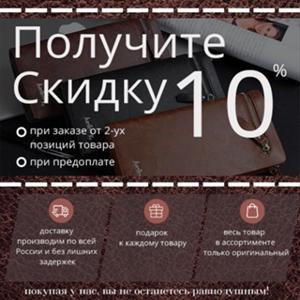 Получите
Скидку 10%
при заказе от 2-ух
позиций товара
при предоплате
доставку
производим по всей
России и без лишних
задержек
подарок
к каждому товару
весь товар
в ассортименте
только оригинальный
покупая у нас, вы не останетесь равнодушным!